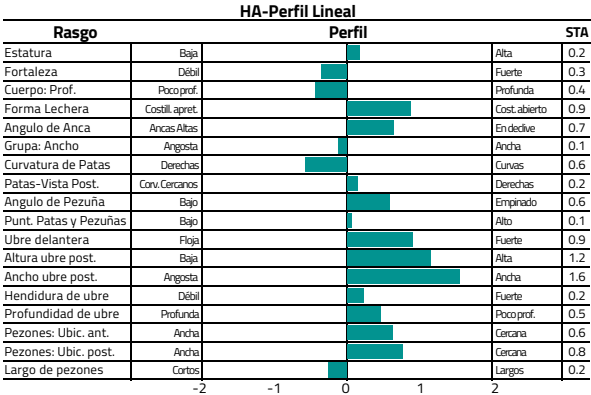 HA-Perfil Lineal
Rasgo Perfil STA
Estatura Baja Alta 0.2
Fortaleza Débil Fuerte 0.3
Cuerpo: Prof. Poco prof. Profunda 0.4
Forma Lechera Costill. apret. Cost. abierto 0.9
Angulo de Anca Ancas Altas En declive 0.7
Grupa: Ancho Angosta Ancha 0.1
Curvatura de Patas Derechas Curvas 0.6
Patas-Vista Post. Corv. Cercanos Derechas 0.2
Angulo de Pezuña Bajo Empinado 0.6
Punt. Patas y Pezuñas Bajo Alto 0.1
Ubre delantera Floja Fuerte 0.9
Altura ubre post. Baja Alta 1.2
Ancho ubre post. Angosta Ancha 1.6
Hendidura de ubre Débil Fuerte 0.2
Profundidad de ubre Profunda Poco prof. 0.5
Pezones: Ubic. ant. Ancha Cercana 0.6
Pezones: Ubic. post. Ancha Cercana 0.8
Largo de pezones Cortos Largos 0.2
-2 -1 0 1 2